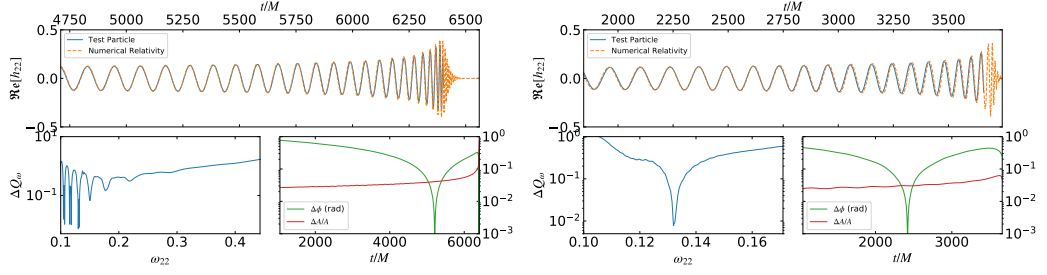 t/M
4750 5000 5250 5500 5750 6000 6250 6500
0.5
0.0
−0.5
ℜe[h₂₂]
Test Particle
Numerical Relativity
10¹
10⁻¹
ΔQ_ω
0.1 0.2 0.3 0.4
ω₂₂
Δϕ (rad)
ΔA/A
10⁰
10⁻¹
10⁻²
10⁻³
2000 4000 6000
t/M
t/M
2000 2250 2500 2750 3000 3250 3500
0.5
0.0
−0.5
ℜe[h₂₂]
Test Particle
Numerical Relativity
10⁰
10⁻¹
10⁻²
ΔQ_ω
0.10 0.12 0.14 0.16
ω₂₂
Δϕ (rad)
ΔA/A
10⁰
10⁻¹
10⁻²
10⁻³
2000 3000
t/M